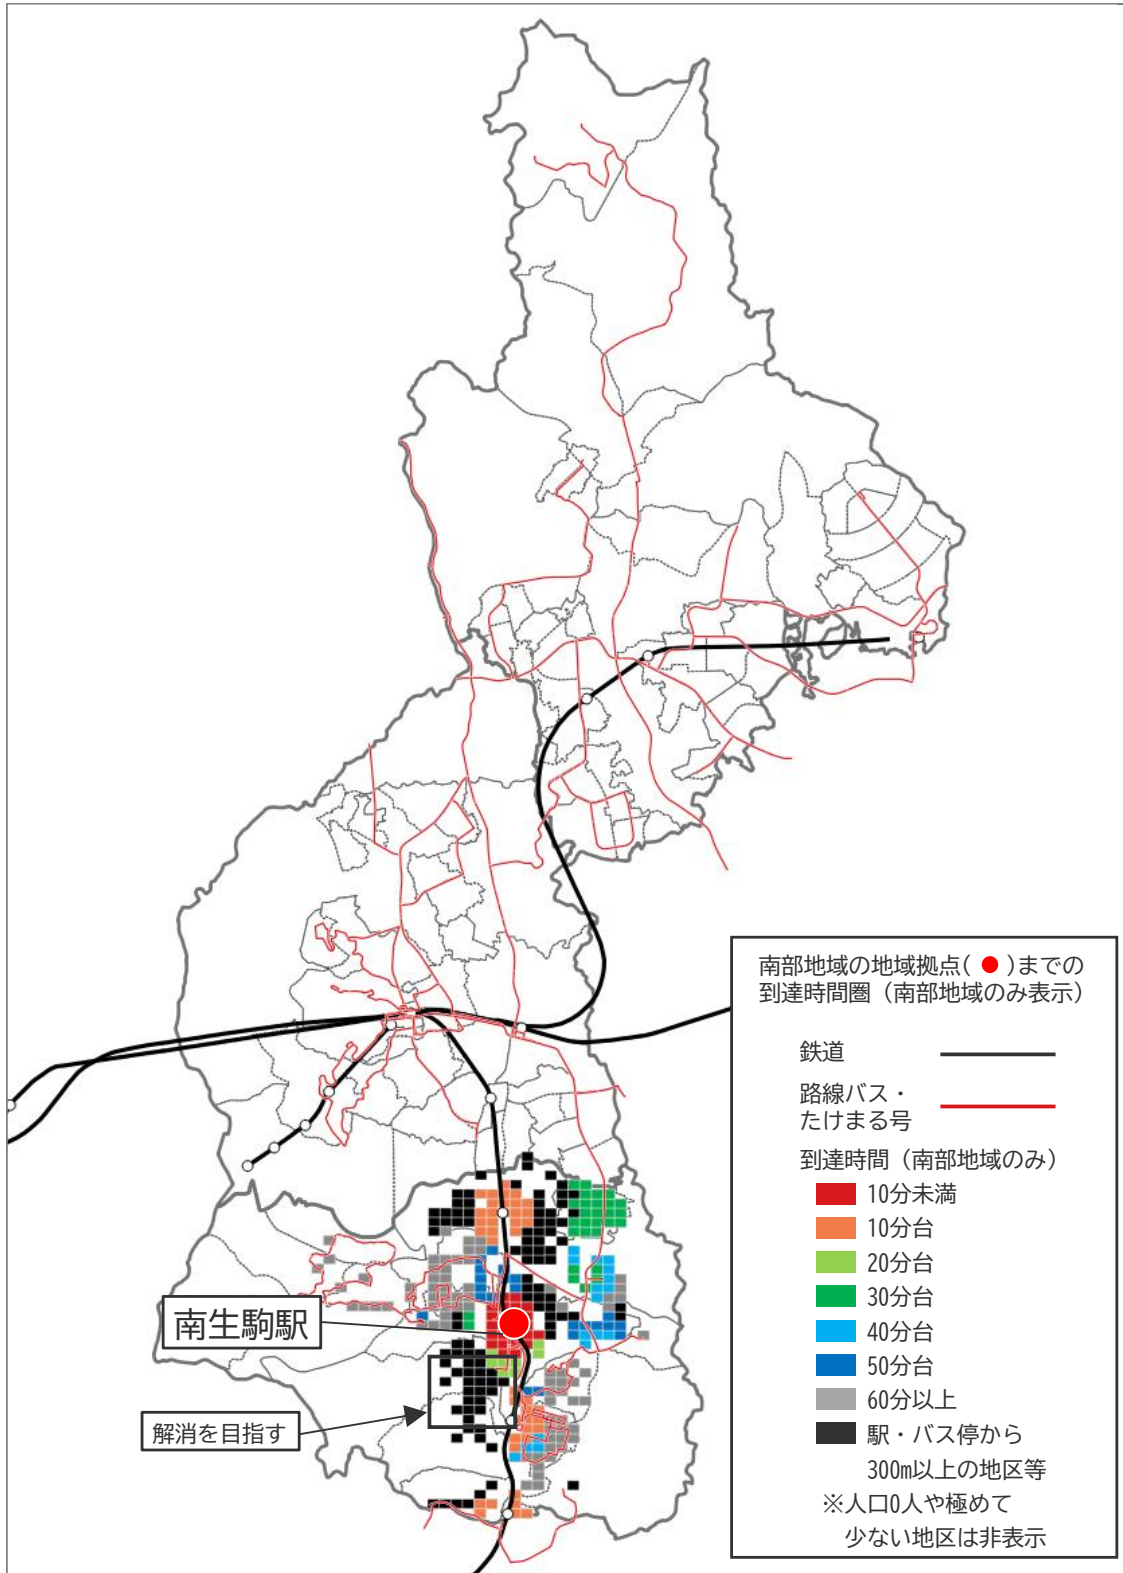 南部地域の地域拠点( ● )までの
到達時間圏（南部地域のみ表示）
鉄道
路線バス・
たけまる号
到達時間（南部地域のみ）
10分未満
10分台
20分台
30分台
40分台
50分台
60分以上
駅・バス停から
300m以上の地区等
※人口0人や極めて
少ない地区は非表示
南生駒駅
解消を目指す